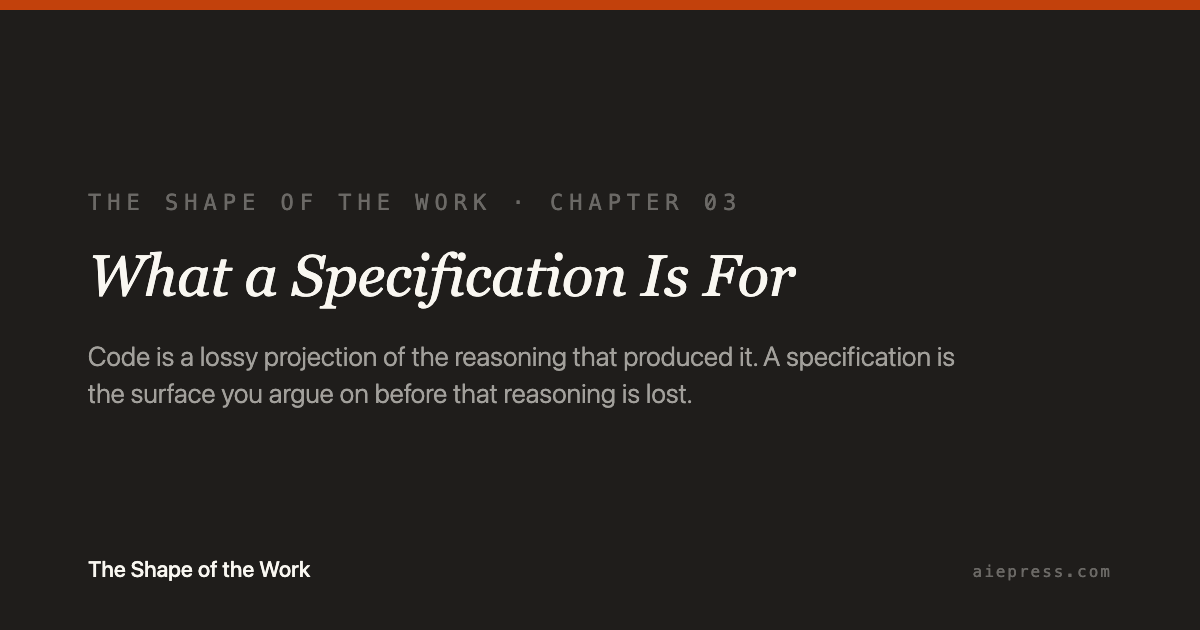 THE SHAPE OF THE WORK · CHAPTER 03
What a Specification Is For
Code is a lossy projection of the reasoning that produced it. A specification is
the surface you argue on before that reasoning is lost.
The Shape of the Work
aiepress.com